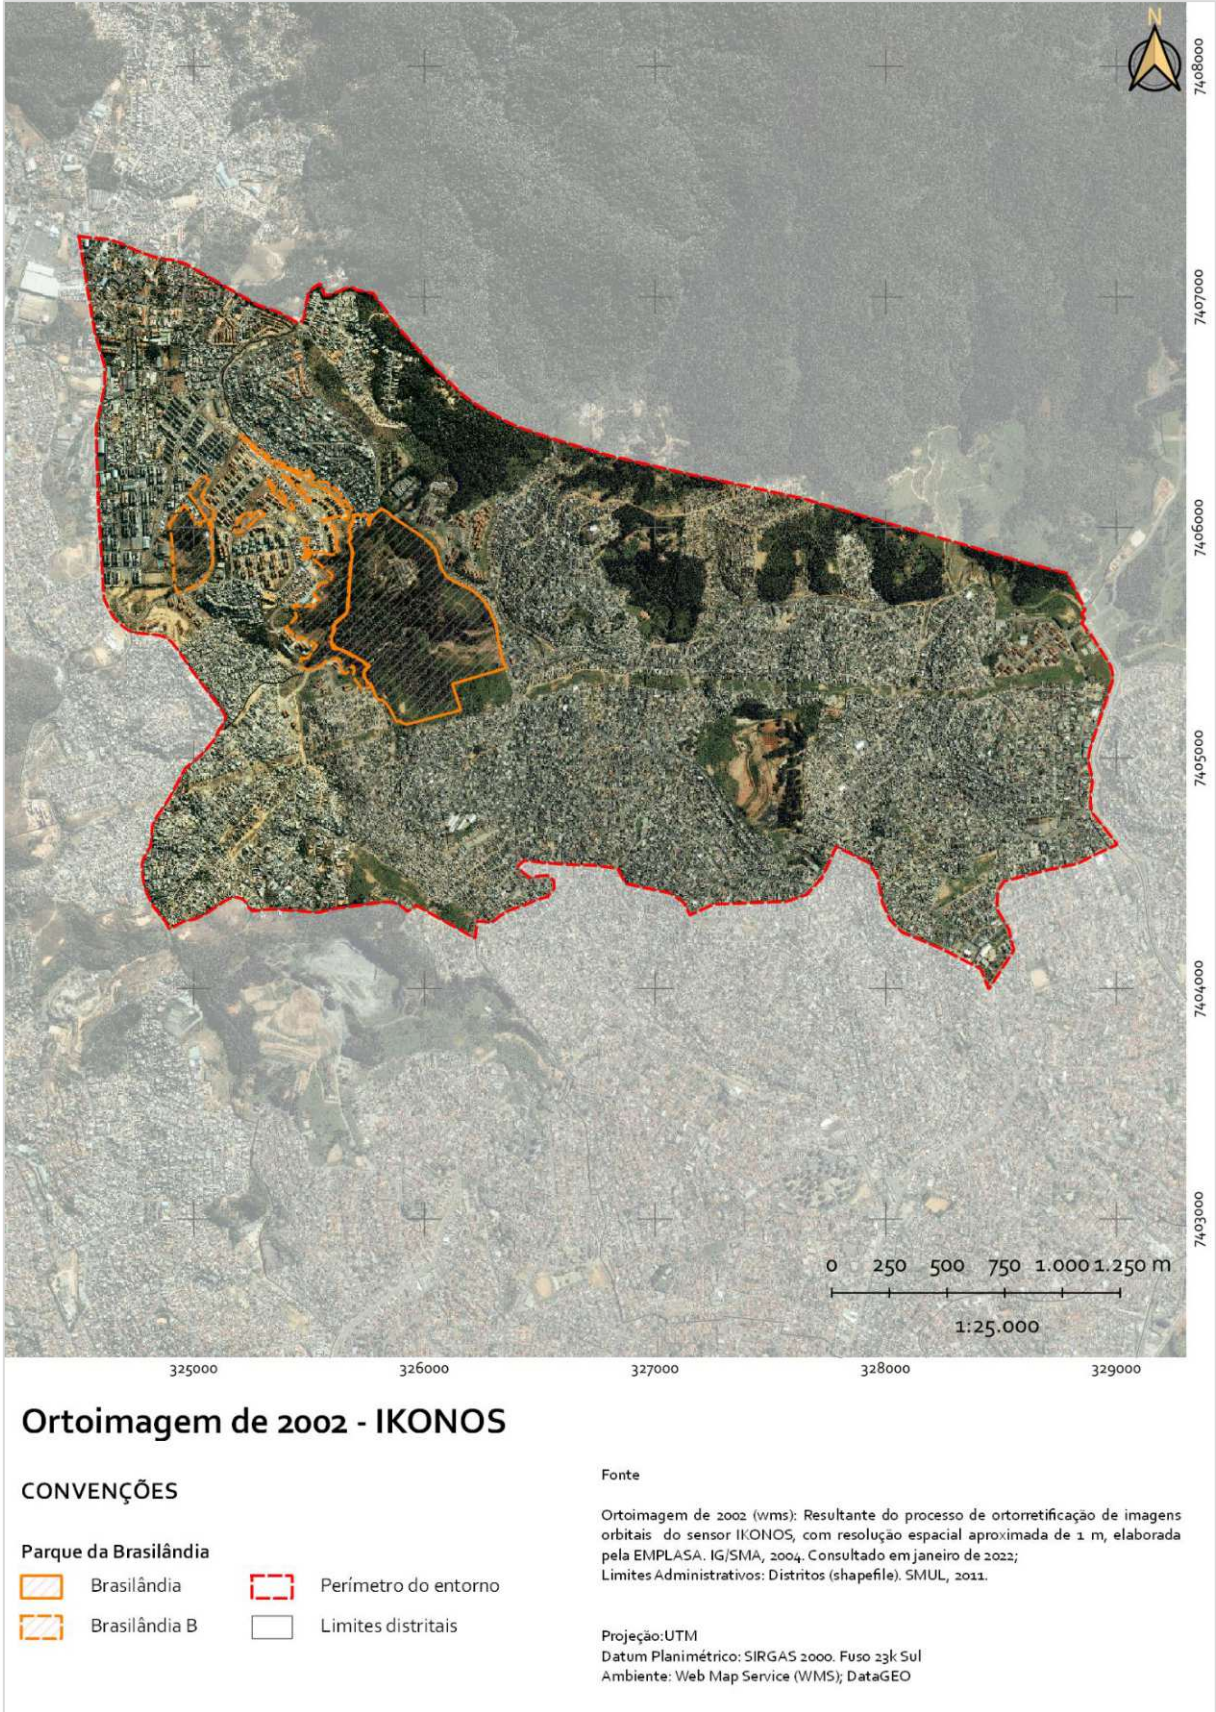 N
7408000
7407000
7406000
7405000
7404000
7403000
0 250 500 750 1.000 1.250 m
1:25.000
325000 326000 327000 328000 329000
Ortoimagem de 2002 - IKONOS
CONVENÇÕES
Parque da Brasilândia
Brasilândia
Brasilândia B
Perímetro do entorno
Limites distritais
Fonte
Ortoimagem de 2002 (wms): Resultante do processo de ortorretificação de imagens
orbitais do sensor IKONOS, com resolução espacial aproximada de 1 m, elaborada
pela EMPLASA. IG/SMA, 2004. Consultado em janeiro de 2022;
Limites Administrativos: Distritos (shapefile). SMUL, 2011.
Projeção:UTM
Datum Planimétrico: SIRGAS 2000. Fuso 23k Sul
Ambiente: Web Map Service (WMS); DataGEO